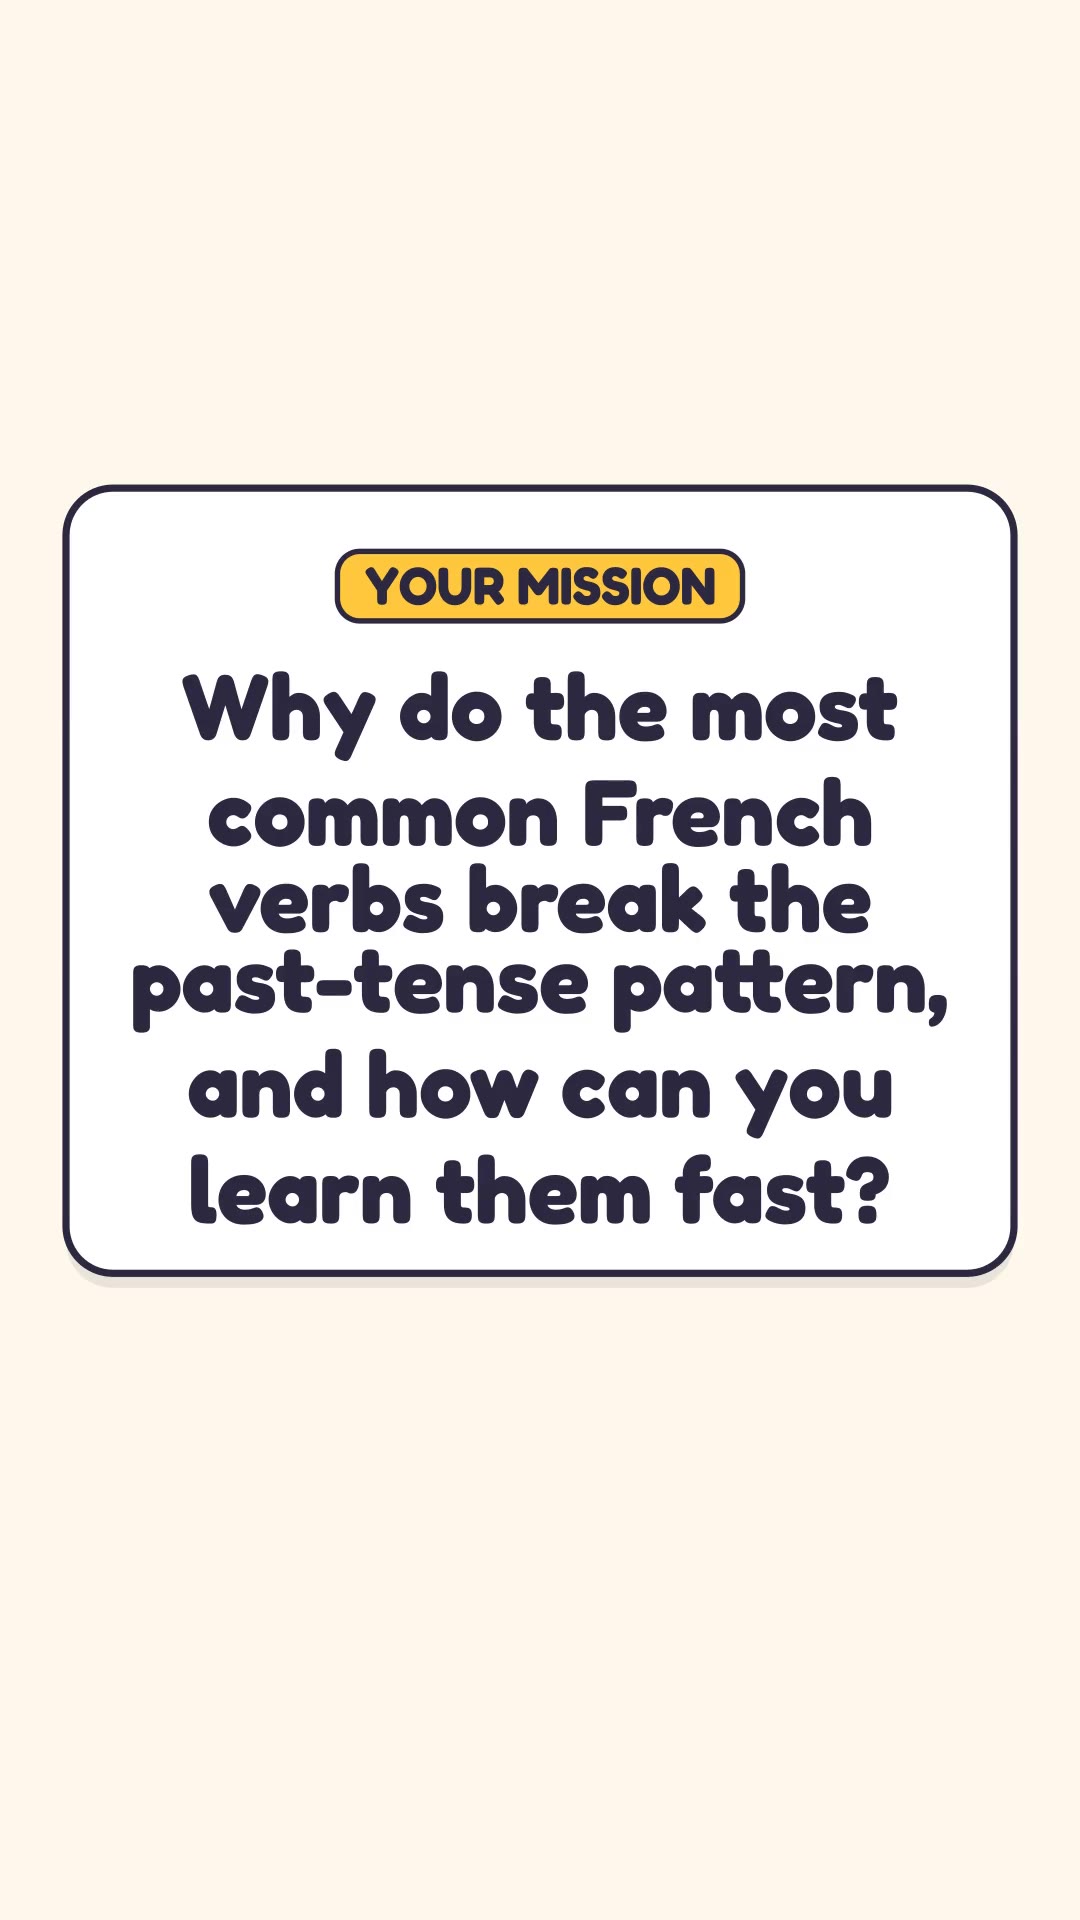 YOUR MISSION
Why do the most
common French
verbs break the
past-tense pattern,
and how can you
learn them fast?